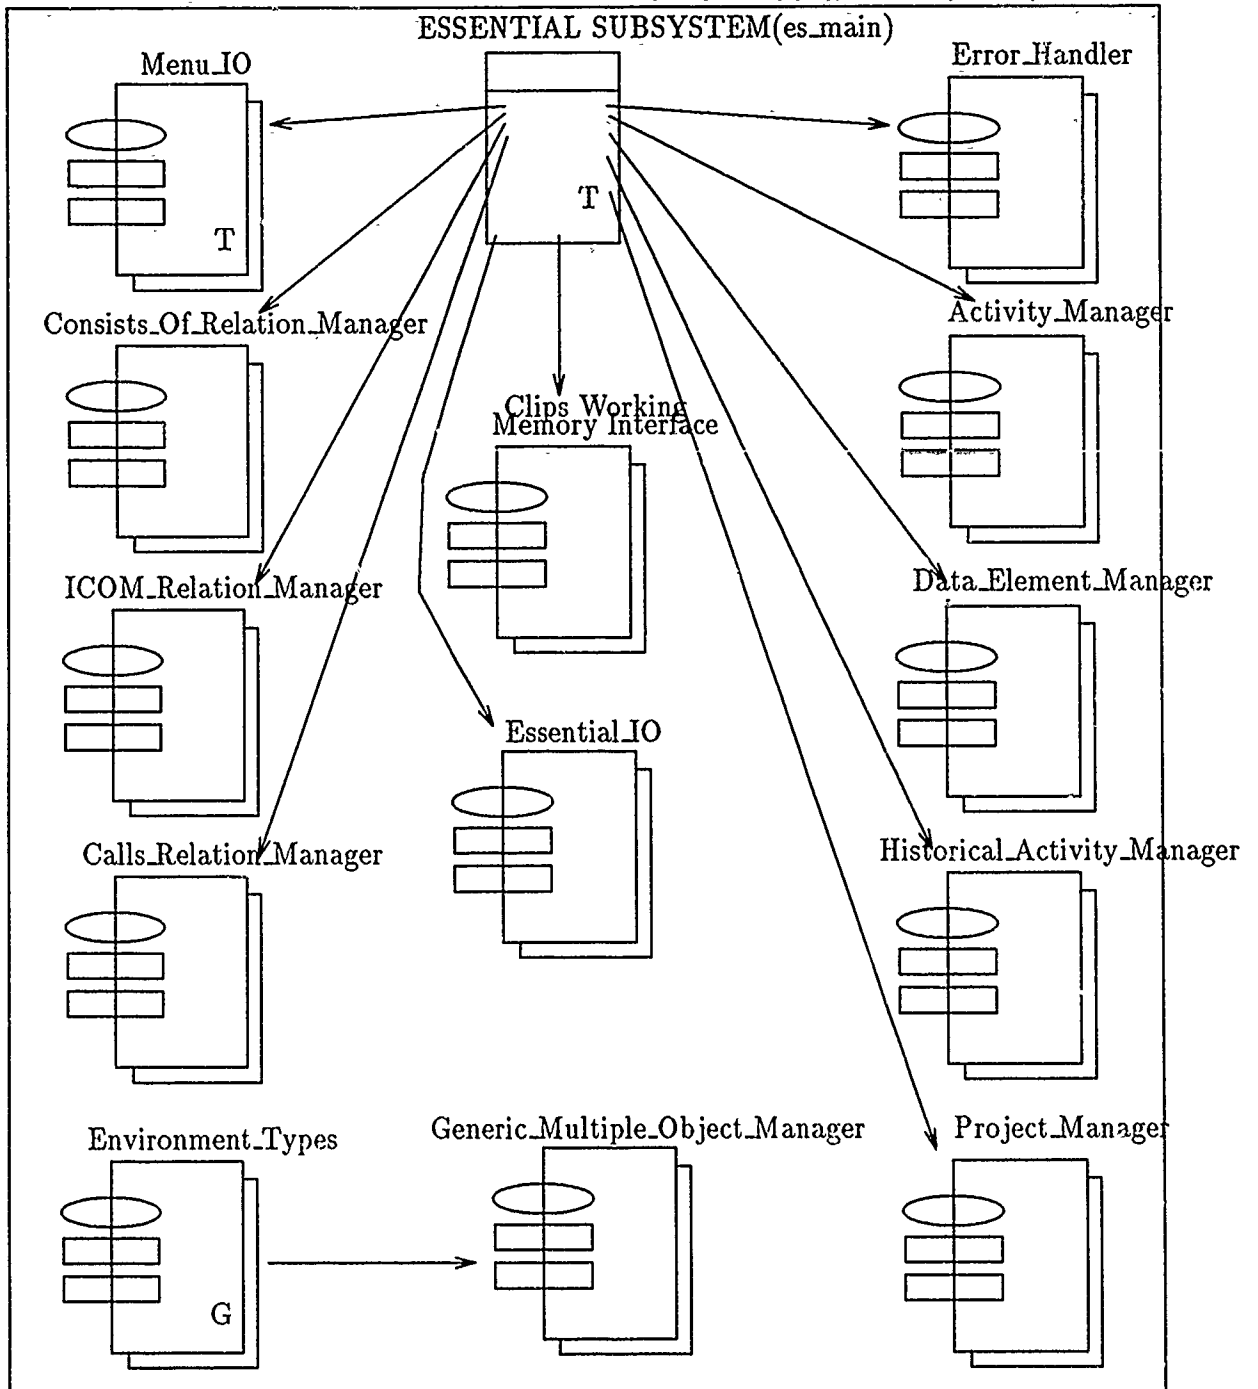 ESSENTIAL SUBSYSTEM(es_main)
Menu_IO
Error_Handler
T
T
Consists_Of_Relation_Manager
Activity_Manager
Clips Working
Memory Interface
ICOM_Relation_Manager
Data_Element_Manager
Essential_IO
Calls_Relation_Manager
Historical_Activity_Manager
Environment_Types
Generic_Multiple_Object_Manager
Project_Manager
G